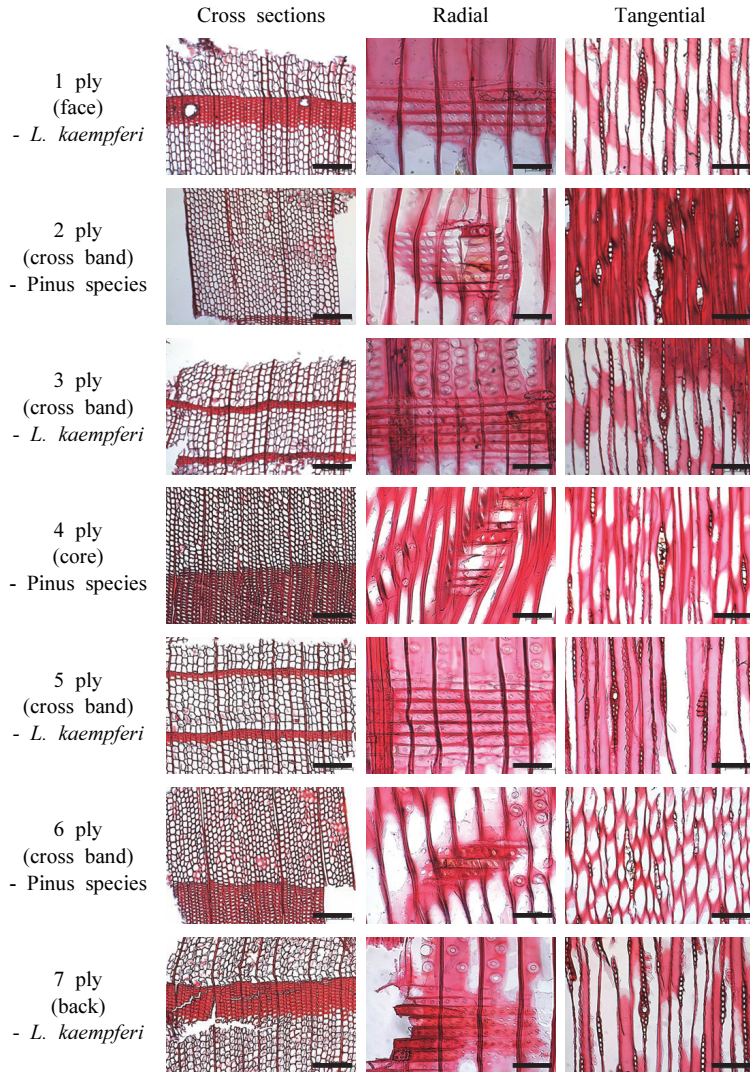 Cross sections Radial Tangential
1 ply
(face)
- L. kaempferi
2 ply
(cross band)
- Pinus species
3 ply
(cross band)
- L. kaempferi
4 ply
(core)
- Pinus species
5 ply
(cross band)
- L. kaempferi
6 ply
(cross band)
- Pinus species
7 ply
(back)
- L. kaempferi